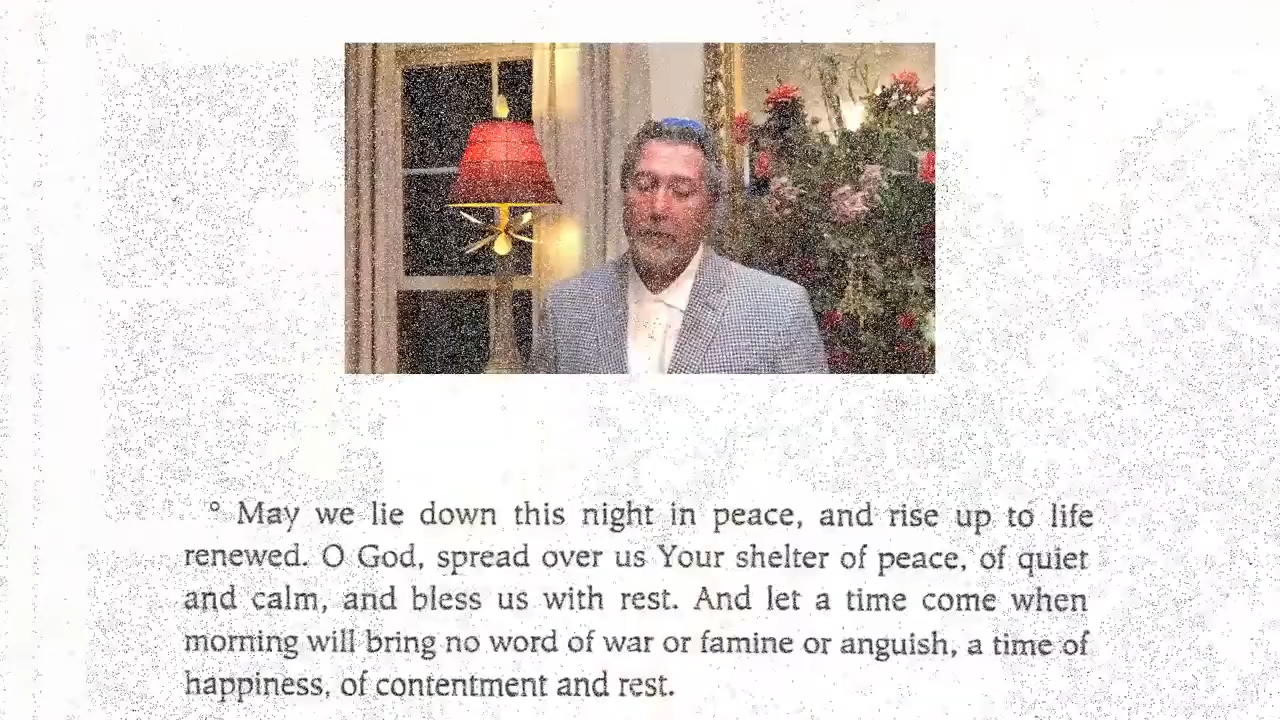 ° May we lie down this night in peace, and rise up to life
renewed. O God, spread over us Your shelter of peace, of quiet
and calm, and bless us with rest. And let a time come when
morning will bring no word of war or famine or anguish, a time of
happiness, of contentment and rest.